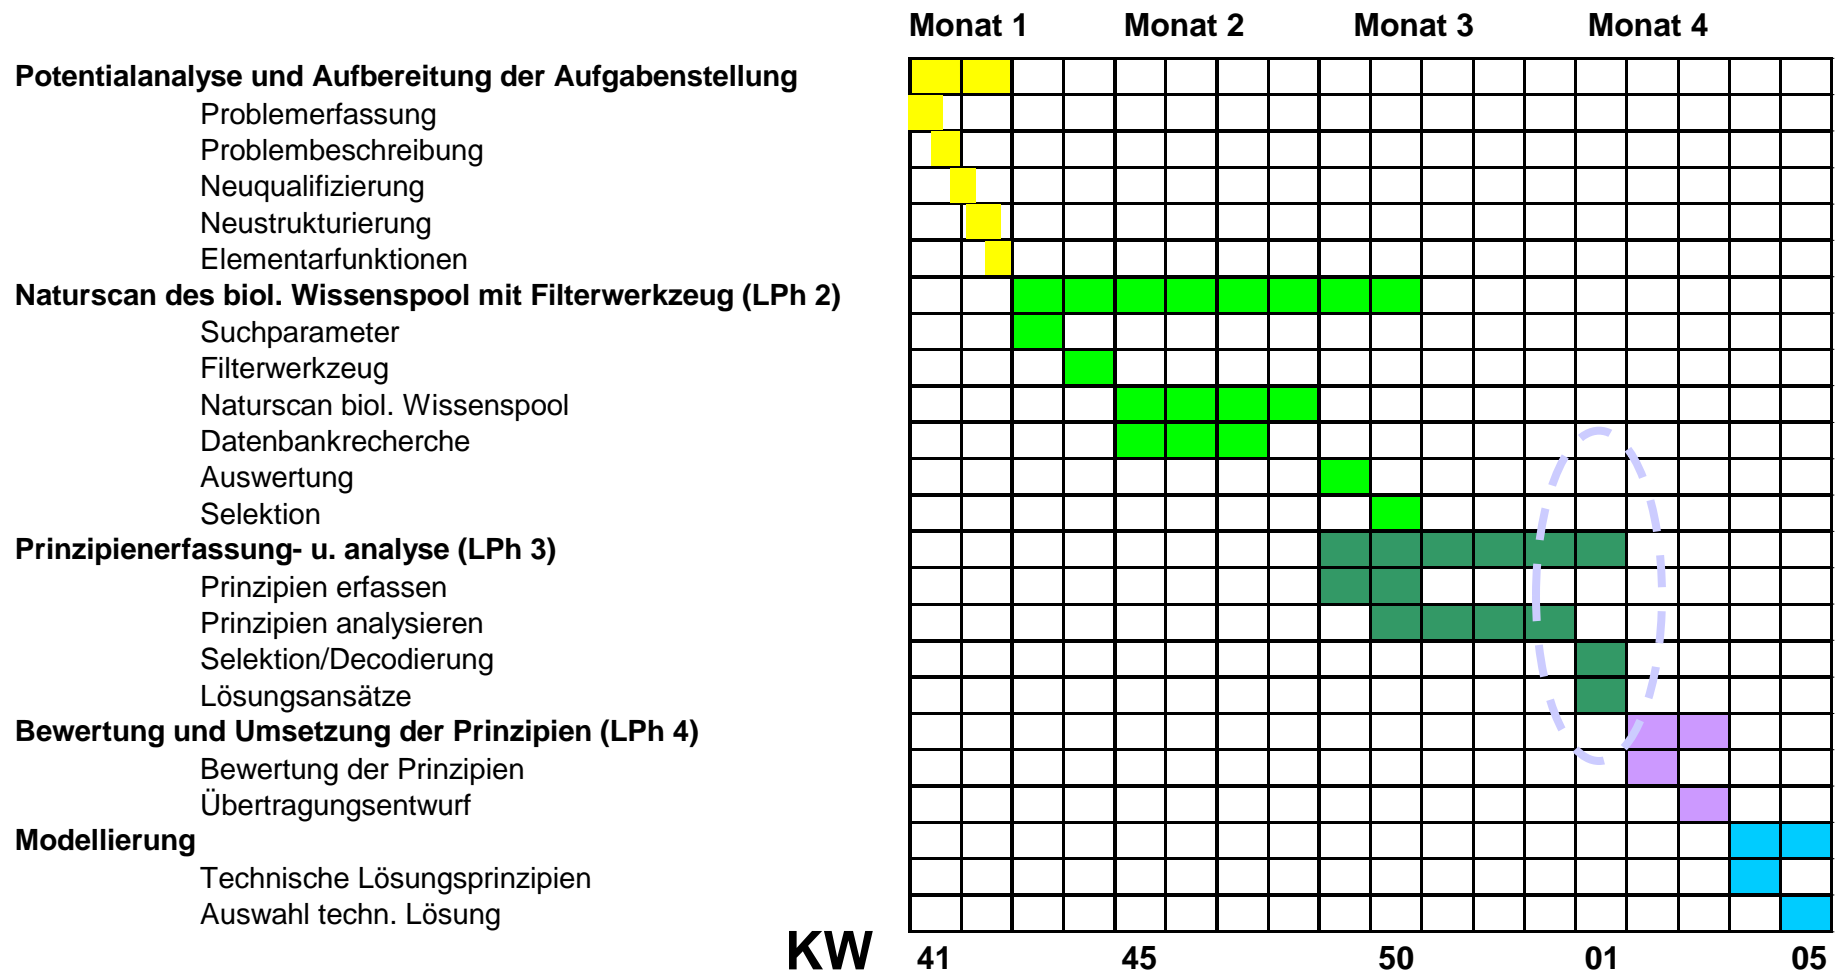 Monat 1 Monat 2 Monat 3 Monat 4
Potentialanalyse und Aufbereitung der Aufgabenstellung
Problemerfassung
Problembeschreibung
Neuqualifizierung
Neustrukturierung
Elementarfunktionen
Naturscan des biol. Wissenspool mit Filterwerkzeug (LPh 2)
Suchparameter
Filterwerkzeug
Naturscan biol. Wissenspool
Datenbankrecherche
Auswertung
Selektion
Prinzipienerfassung- u. analyse (LPh 3)
Prinzipien erfassen
Prinzipien analysieren
Selektion/Decodierung
Lösungsansätze
Bewertung und Umsetzung der Prinzipien (LPh 4)
Bewertung der Prinzipien
Übertragungsentwurf
Modellierung
Technische Lösungsprinzipien
Auswahl techn. Lösung
KW 41 45 50 01 05